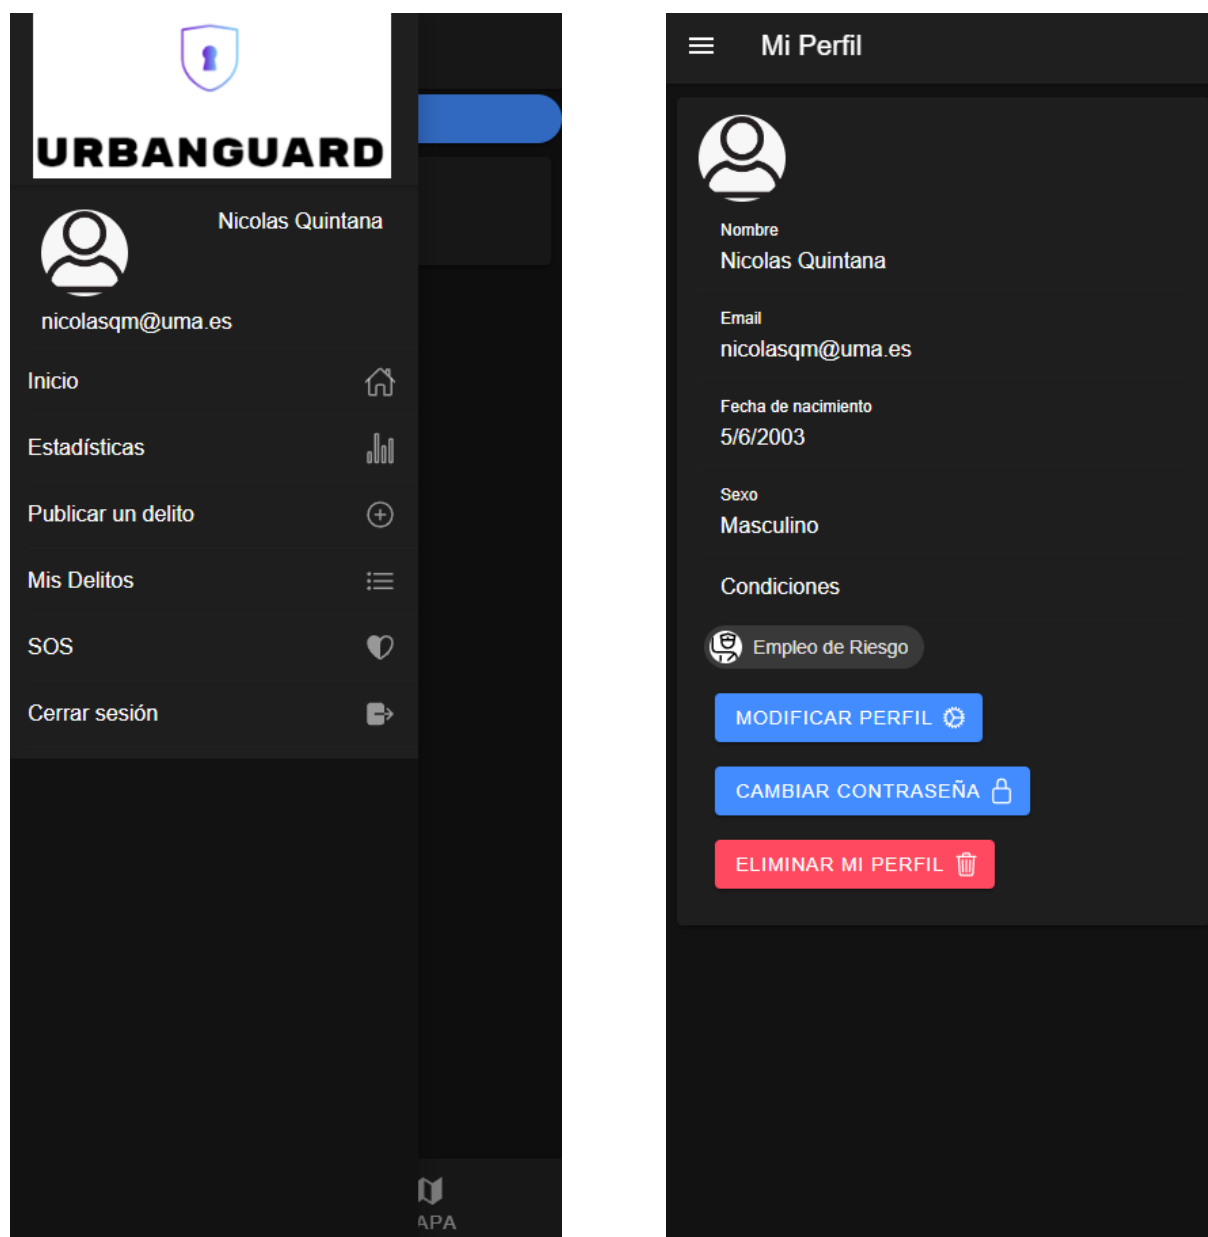 URBANGUARD
Nicolas Quintana
nicolasqm@uma.es
Inicio
Estadísticas
Publicar un delito
Mis Delitos
SOS
Cerrar sesión
APA
Mi Perfil
Nombre
Nicolas Quintana
Email
nicolasqm@uma.es
Fecha de nacimiento
5/6/2003
Sexo
Masculino
Condiciones
Empleo de Riesgo
MODIFICAR PERFIL
CAMBIAR CONTRASEÑA
ELIMINAR MI PERFIL